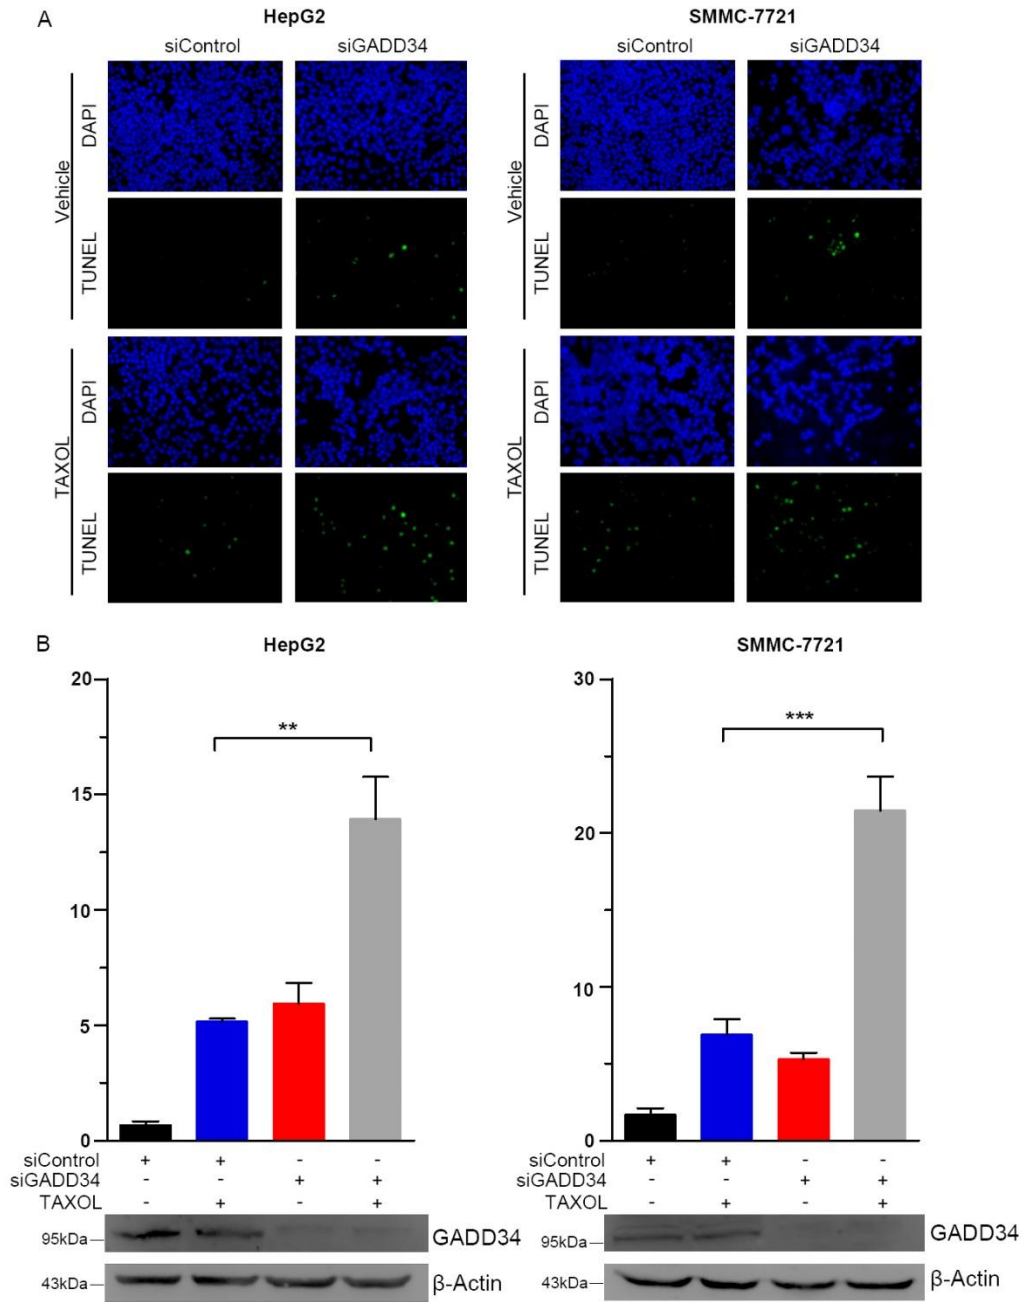 A
HepG2
SMMC-7721
siControl siGADD34
siControl siGADD34
Vehicle
DAPI
TUNEL
TAXOL
DAPI
TUNEL
Vehicle
DAPI
TUNEL
TAXOL
DAPI
TUNEL
B
HepG2
20
15
10
5
0
**
siControl + + - -
siGADD34 - - + +
TAXOL - + - +
95kDa GADD34
43kDa β-Actin
SMMC-7721
30
20
10
0
***
siControl + + - -
siGADD34 - - + +
TAXOL - + - +
95kDa GADD34
43kDa β-Actin